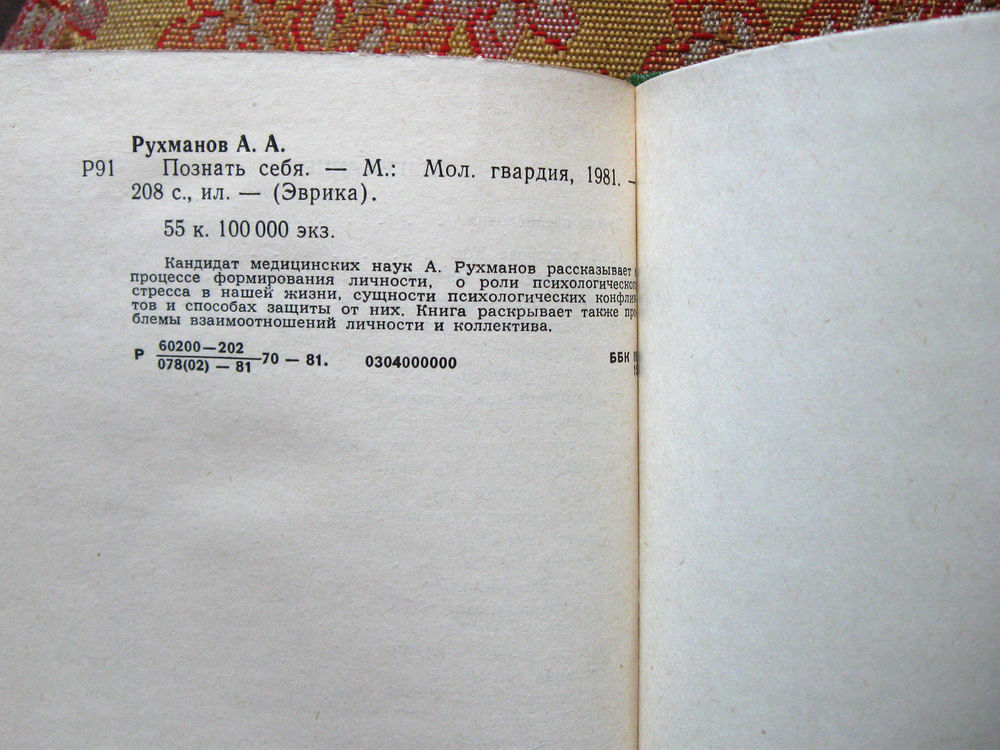 Рухманов А. А.
Р91 Познать себя. — М.: Мол. гвардия, 1981. —
208 с., ил. — (Эврика).
55 к. 100 000 экз.
Кандидат медицинских наук А. Рухманов рассказывает
процессе формирования личности, о роли психологического
стресса в нашей жизни, сущности психологических конфлик
тов и способах защиты от них. Книга раскрывает также про
блемы взаимоотношений личности и коллектива.
Р 60200—202
078(02) — 81 —70 — 81. 0304000000 ББК